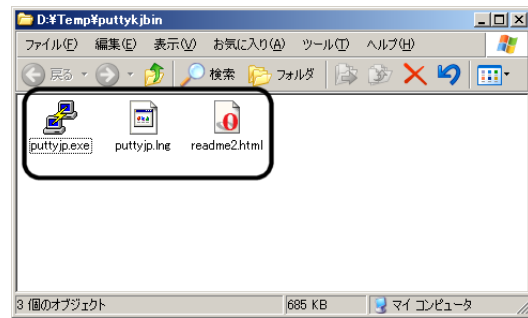 D:¥Temp¥puttykjbin
ファイル(F) 編集(E) 表示(V) お気に入り(A) ツール(T) ヘルプ(H)
戻る 検索 フォルダ
puttyjp.exe puttyjp.lng readme2.html
3 個のオブジェクト 685 KB マイ コンピュータ